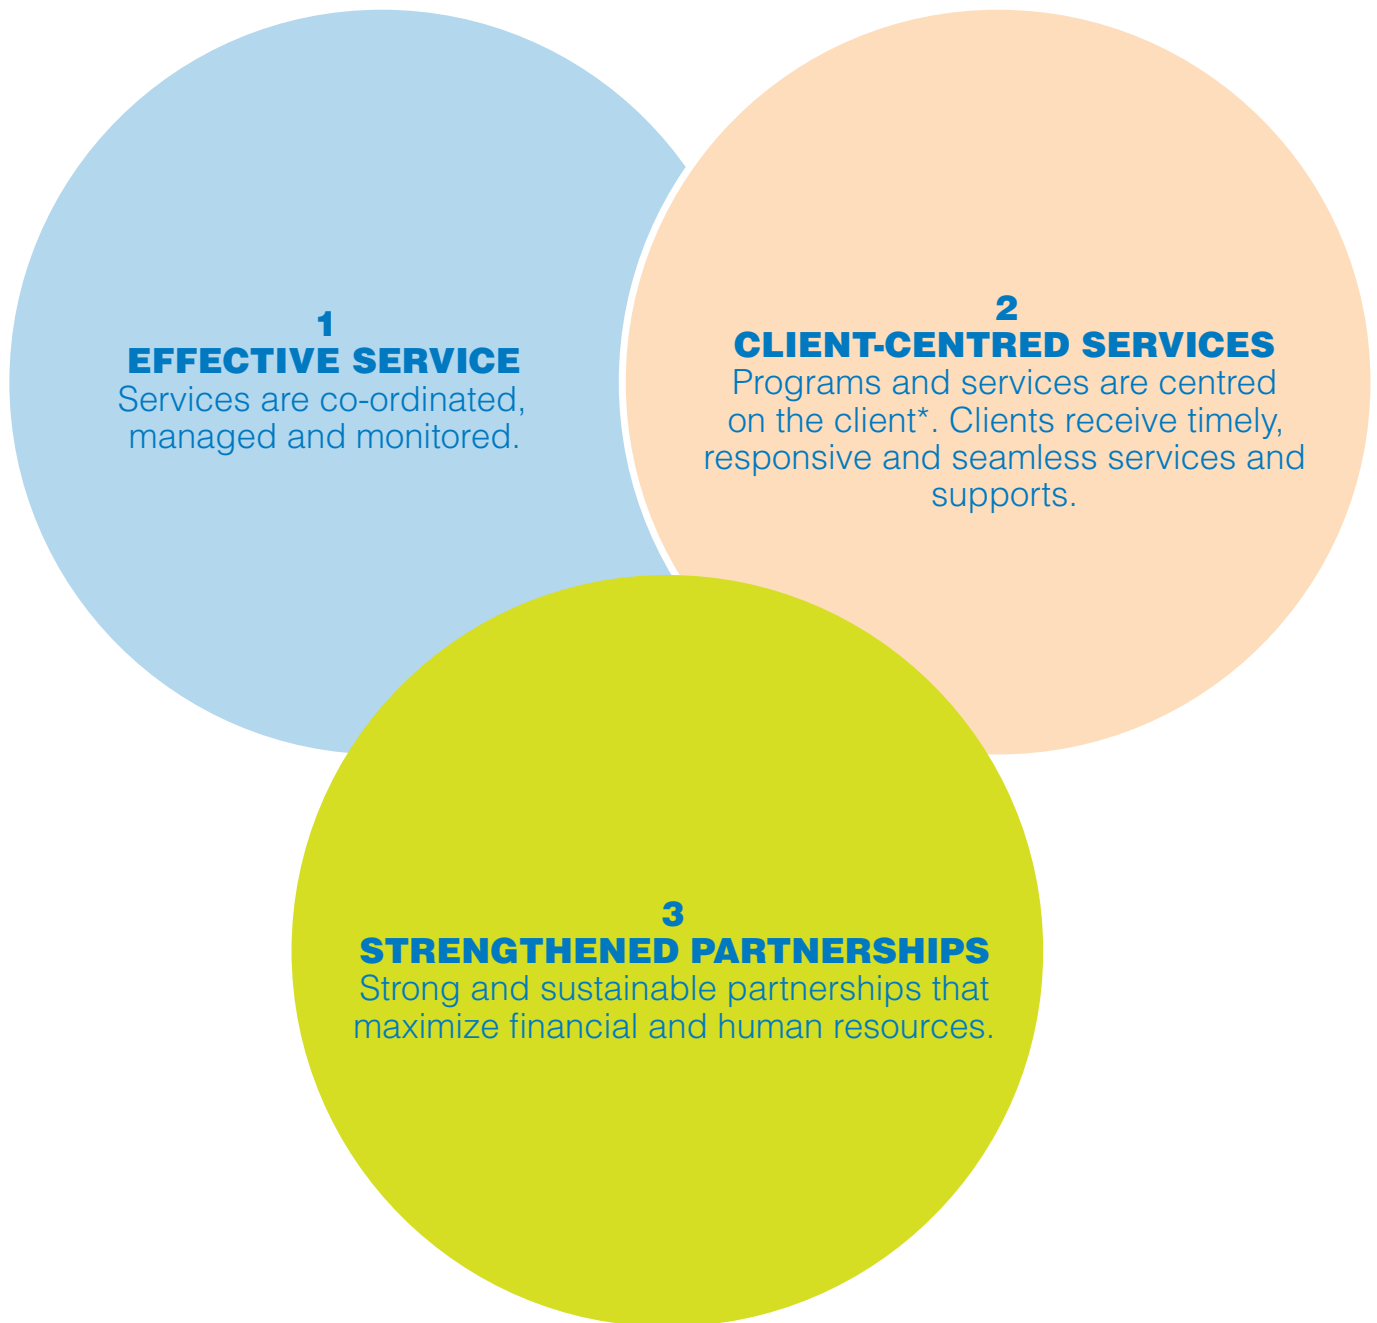 1
EFFECTIVE SERVICE
Services are co-ordinated,
managed and monitored.
2
CLIENT-CENTRED SERVICES
Programs and services are centred
on the client*. Clients receive timely,
responsive and seamless services and
supports.
3
STRENGTHENED PARTNERSHIPS
Strong and sustainable partnerships that
maximize financial and human resources.